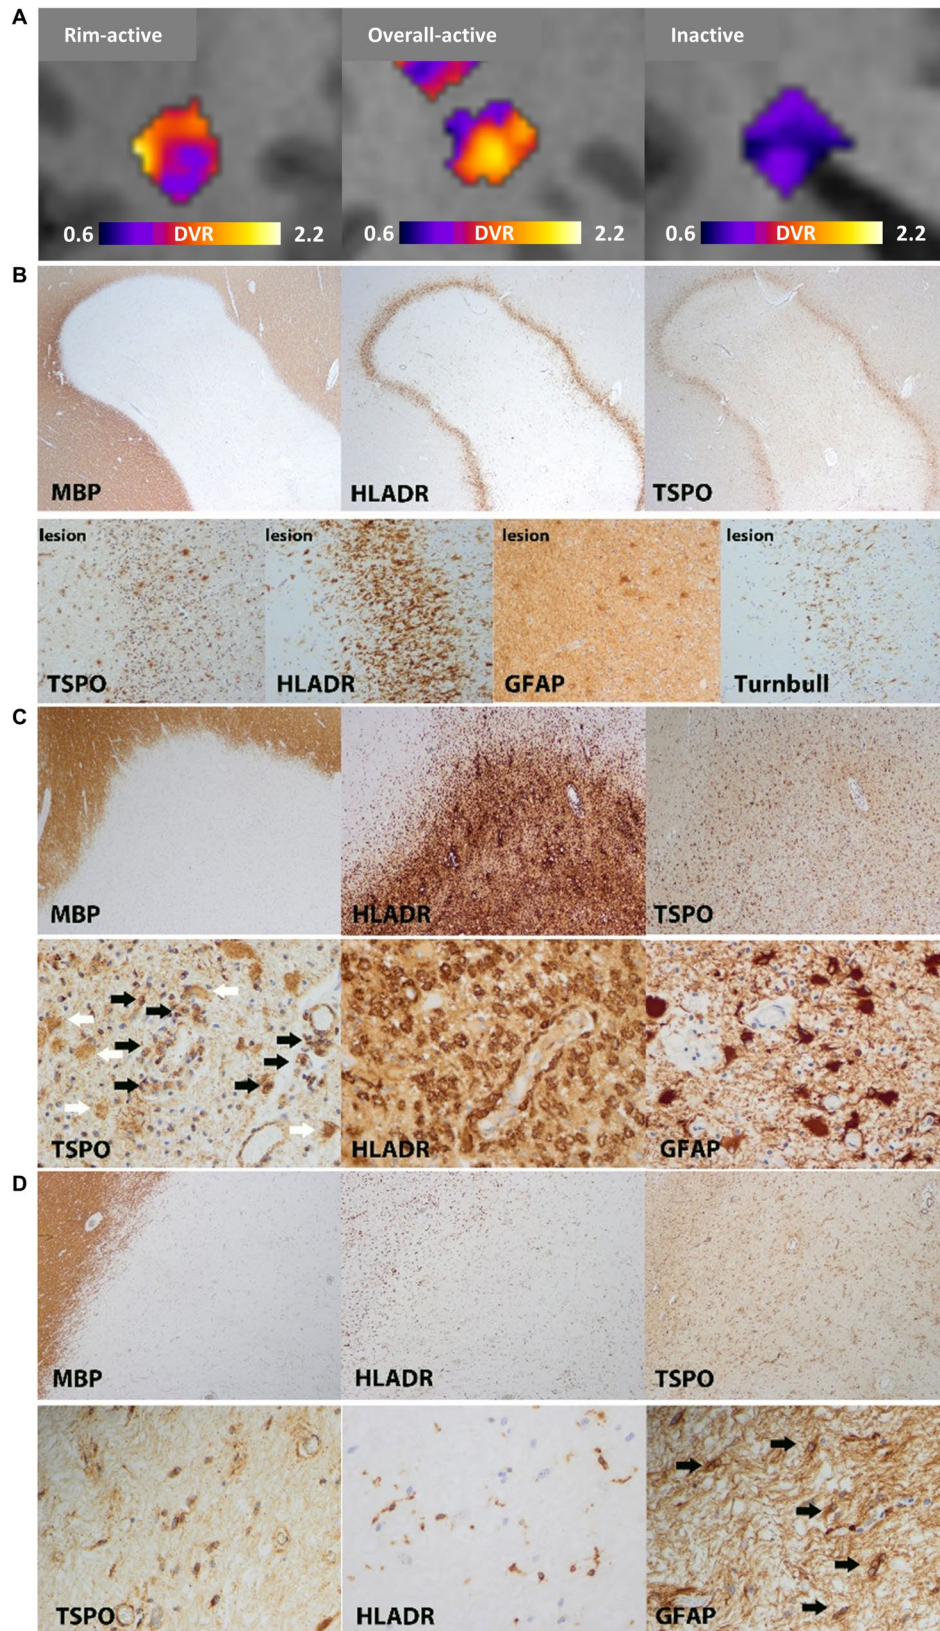 A
Rim-active
Overall-active
Inactive
0.6 DVR 2.2
0.6 DVR 2.2
0.6 DVR 2.2
B
MBP
HLADR
TSPO
lesion
lesion
lesion
lesion
TSPO
HLADR
GFAP
Turnbull
C
MBP
HLADR
TSPO
TSPO
HLADR
GFAP
D
MBP
HLADR
TSPO
TSPO
HLADR
GFAP